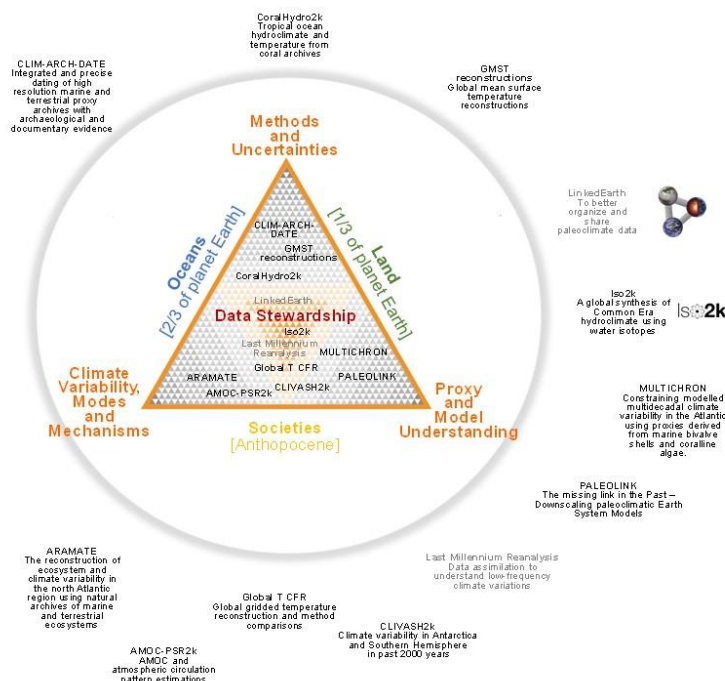 CoralHydro2k
Tropical ocean
hydroclimate and
temperature from
coral archives
CLIM-ARCH-DATE
Integrated and precise
dating of high
resolution marine and
terrestrial proxy
archives with
archaeological and
documentary evidence
GMST
reconstructions
Global mean surface
temperature
reconstructions
Methods
and
Uncertainties
Oceans
[2/3 of planet Earth]
Land
[1/3 of planet Earth]
CLIM-ARCH-
DATE
GMST
reconstructions
CoralHydro2k
LinkedEarth
Data Stewardship
Iso2k
Last Millennium
Reanalysis
MULTICHRON
Global T CFR
ARAMATE
PALEOLINK
CLIVASH2k
AMOC-PSR2k
Climate
Variability,
Modes
and
Mechanisms
Proxy
and
Model
Understanding
Societies
[Anthopocene]
LinkedEarth
To better
organize and
share
paleoclimate data
Iso2k
A global synthesis of
Common Era
hydroclimate using
water isotopes
Iso2k
MULTICHRON
Constraining modelled
multidecadal climate
variability in the Atlantic
using proxies derived
from marine bivalve
shells and coralline
algae.
PALEOLINK
The missing link in the Past –
Downscaling paleoclimatic Earth
System Models
Last Millennium Reanalysis
Data assimilation to
understand low-frequency
climate variations
ARAMATE
The reconstruction of
ecosystem and
climate variability in
the north Atlantic
region using natural
archives of marine
and terrestrial
ecosystems
Global T CFR
Global gridded temperature
reconstruction and method
comparisons
CLIVASH2k
Climate variability in Antarctica
and Southern Hemisphere
in past 2000 years
AMOC-PSR2k
AMOC and
atmospheric circulation
pattern estimations